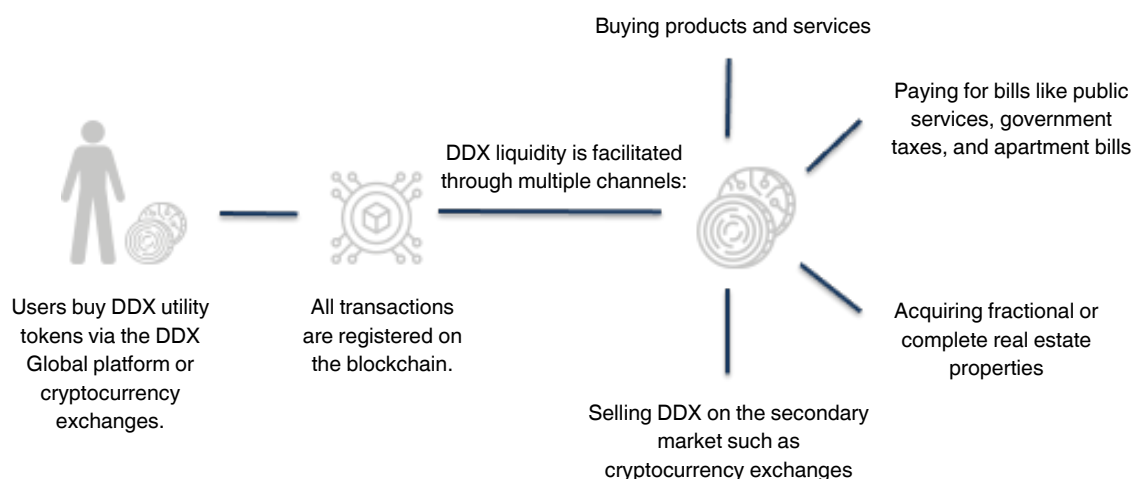 Buying products and services
Paying for bills like public
services, government
taxes, and apartment bills
DDX liquidity is facilitated
through multiple channels:
Users buy DDX utility
tokens via the DDX
Global platform or
cryptocurrency
exchanges.
All transactions
are registered on
the blockchain.
Acquiring fractional or
complete real estate
properties
Selling DDX on the secondary
market such as
cryptocurrency exchanges